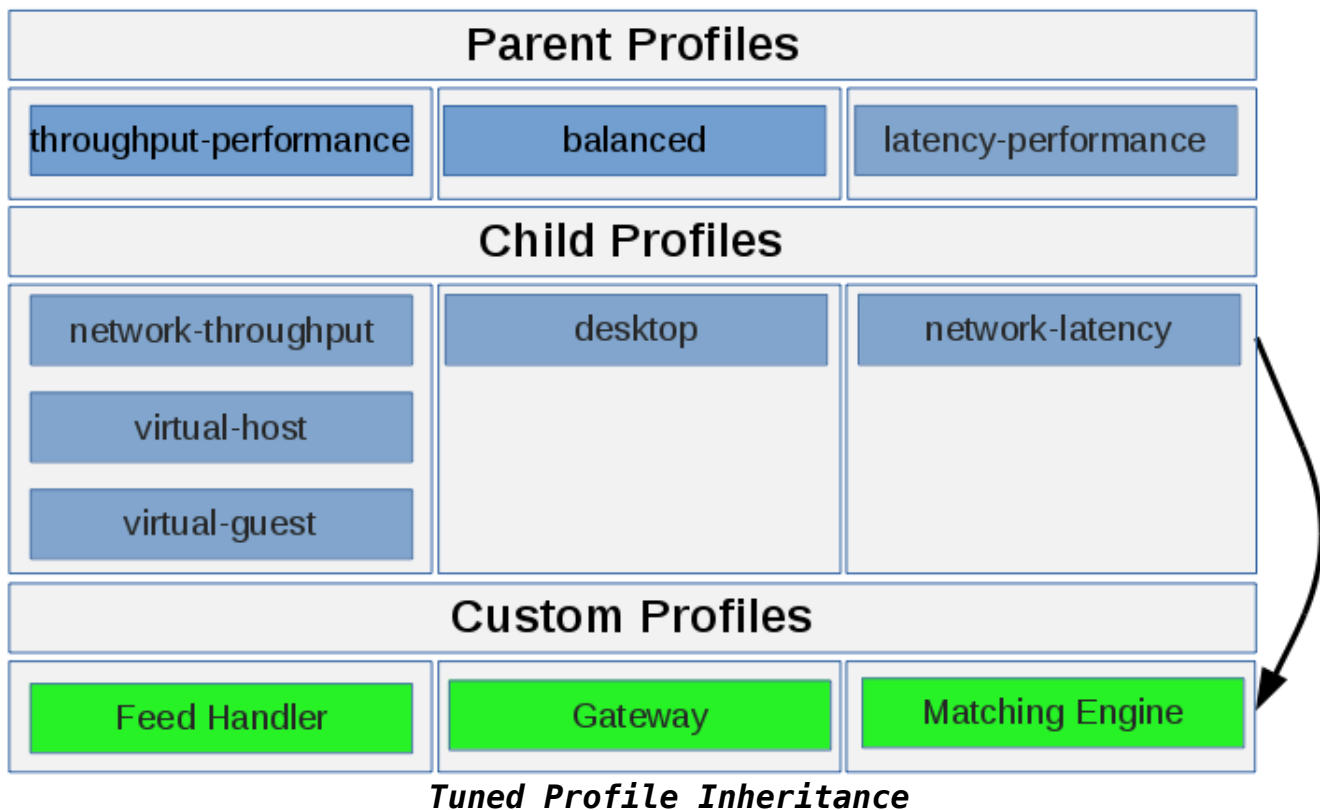 Parent Profiles
throughput-performance
balanced
latency-performance
Child Profiles
network-throughput
desktop
network-latency
virtual-host
virtual-guest
Custom Profiles
Feed Handler
Gateway
Matching Engine
Tuned Profile Inheritance